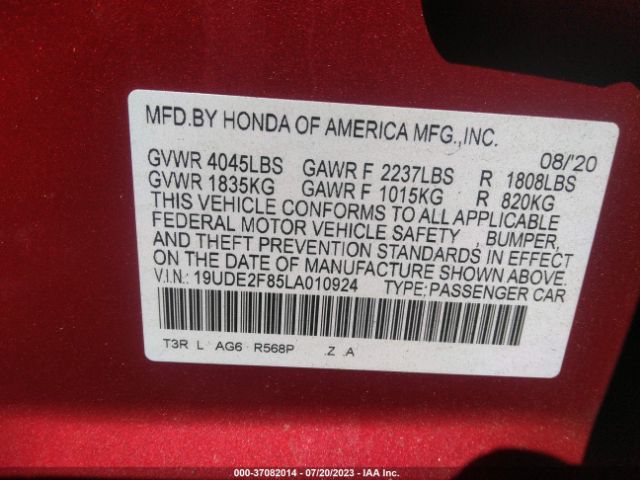 MFD.BY HONDA OF AMERICA MFG.,INC.
08/'20
GVWR 4045LBS GAWR F 2237LBS R 1808LBS
GVWR 1835KG GAWR F 1015KG R 820KG
THIS VEHICLE CONFORMS TO ALL APPLICABLE
FEDERAL MOTOR VEHICLE SAFETY , BUMPER,
AND THEFT PREVENTION STANDARDS IN EFFECT
ON THE DATE OF MANUFACTURE SHOWN ABOVE.
V.I.N.: 19UDE2F85LA010924 TYPE:PASSENGER CAR
T3R L AG6 R568P .Z .A
000-37082014 - 07/20/2023 - IAA Inc.